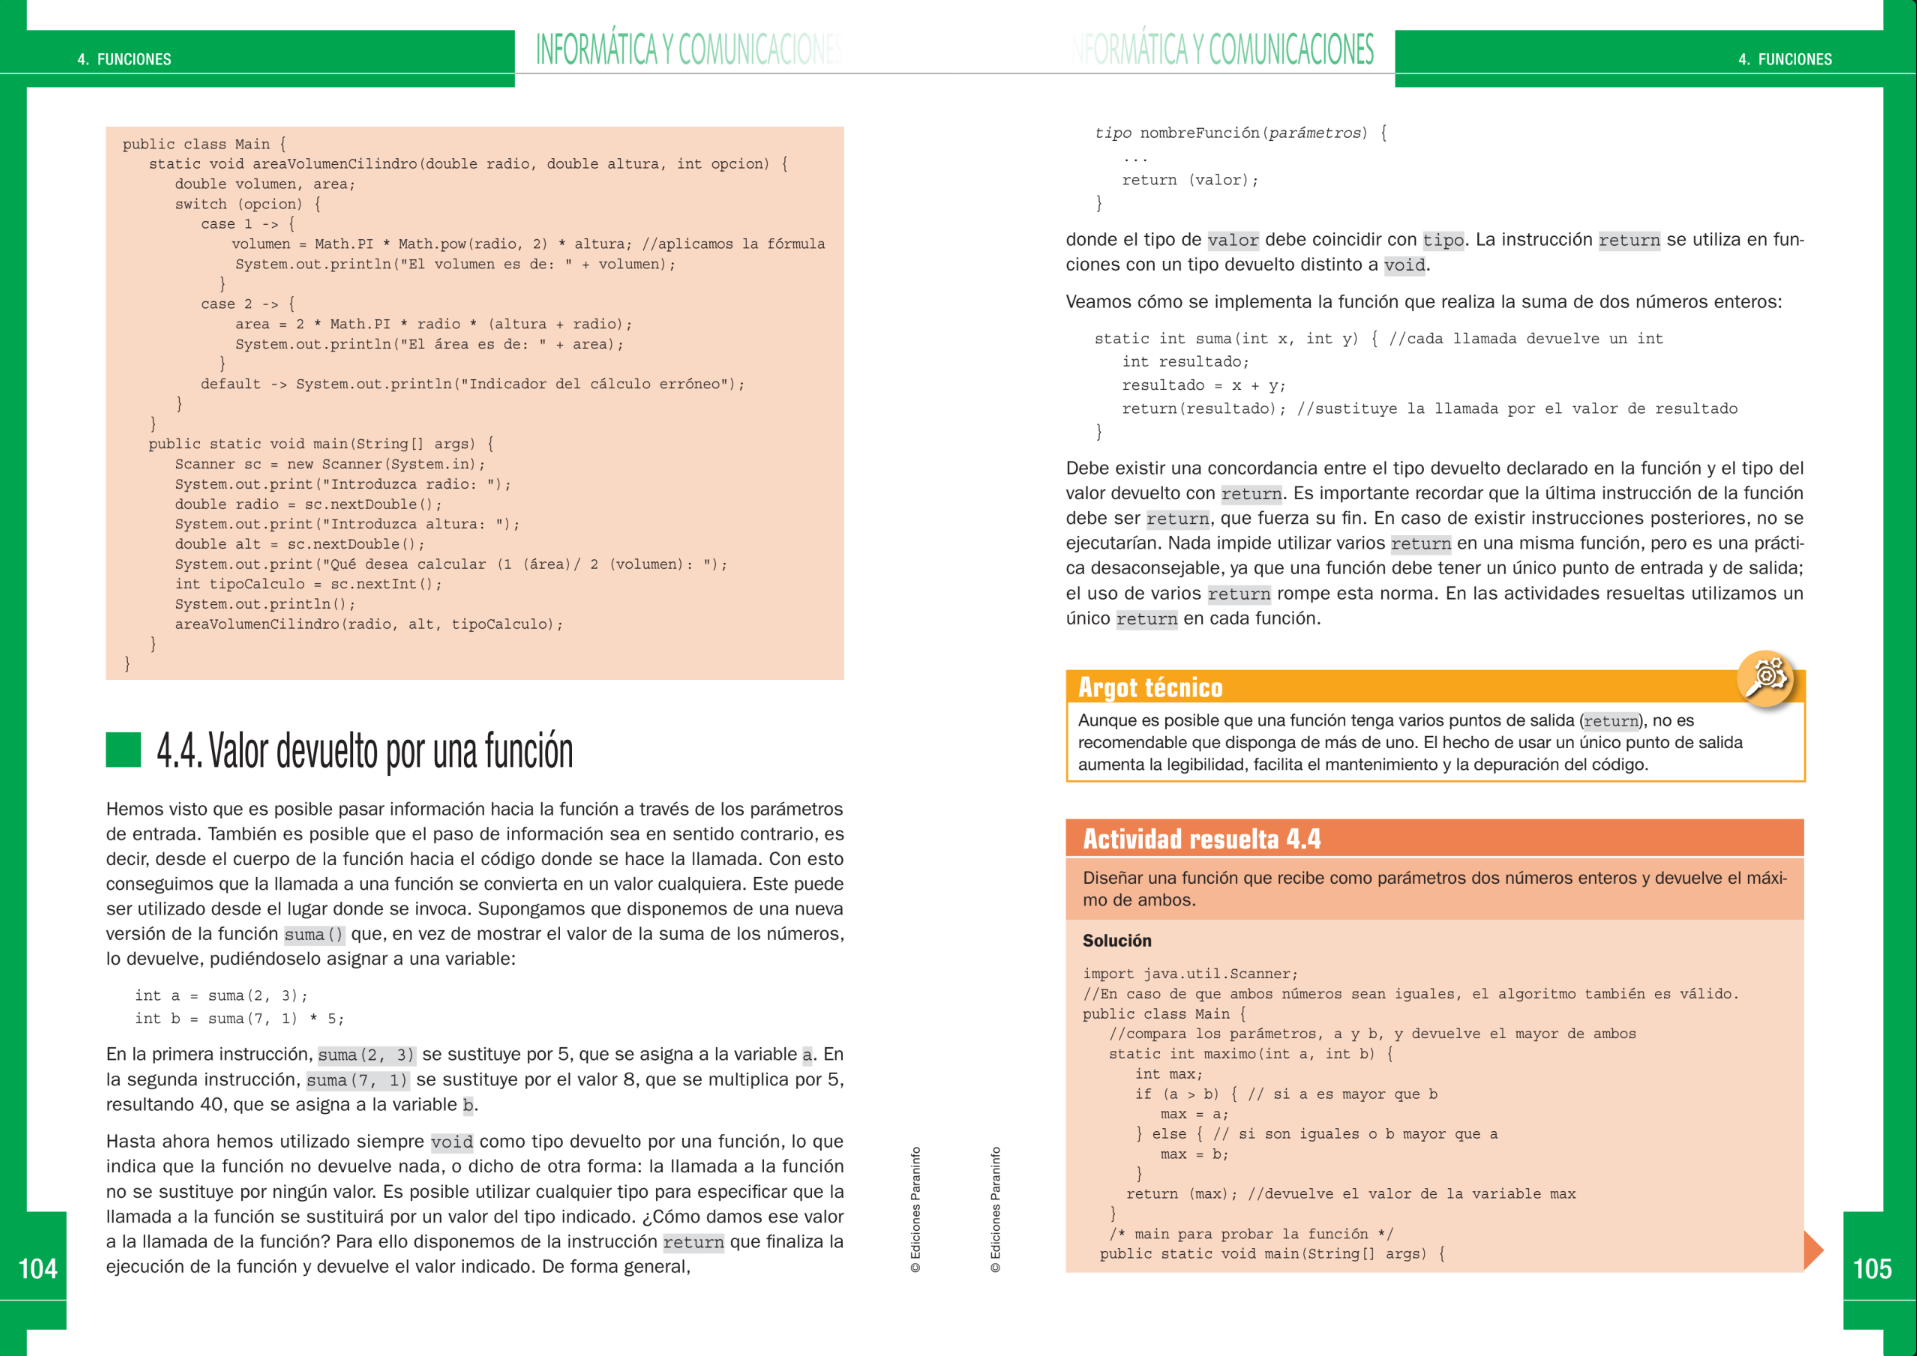 4. FUNCIONES
INFORMÁTICA Y COMUNICACIONES
public class Main {
static void areaVolumenCilindro(double radio, double altura, int opcion) {
double volumen, area;
switch (opcion) {
case 1 -> {
volumen = Math.PI * Math.pow(radio, 2) * altura; //aplicamos la fórmula
System.out.println("El volumen es de: " + volumen);
}
case 2 -> {
area = 2 * Math.PI * radio * (altura + radio);
System.out.println("El área es de: " + area);
}
default -> System.out.println("Indicador del cálculo erróneo");
}
}
public static void main(String[] args) {
Scanner sc = new Scanner(System.in);
System.out.print("Introduzca radio: ");
double radio = sc.nextDouble();
System.out.print("Introduzca altura: ");
double alt = sc.nextDouble();
System.out.print("Qué desea calcular (1 (área)/ 2 (volumen): ");
int tipoCalculo = sc.nextInt();
System.out.println();
areaVolumenCilindro(radio, alt, tipoCalculo);
}
}
4.4. Valor devuelto por una función
Hemos visto que es posible pasar información hacia la función a través de los parámetros
de entrada. También es posible que el paso de información sea en sentido contrario, es
decir, desde el cuerpo de la función hacia el código donde se hace la llamada. Con esto
conseguimos que la llamada a una función se convierta en un valor cualquiera. Este puede
ser utilizado desde el lugar donde se invoca. Supongamos que disponemos de una nueva
versión de la función suma() que, en vez de mostrar el valor de la suma de los números,
lo devuelve, pudiéndoselo asignar a una variable:
int a = suma(2, 3);
int b = suma(7, 1) * 5;
En la primera instrucción, suma(2, 3) se sustituye por 5, que se asigna a la variable a. En
la segunda instrucción, suma(7, 1) se sustituye por el valor 8, que se multiplica por 5,
resultando 40, que se asigna a la variable b.
Hasta ahora hemos utilizado siempre void como tipo devuelto por una función, lo que
indica que la función no devuelve nada, o dicho de otra forma: la llamada a la función
no se sustituye por ningún valor. Es posible utilizar cualquier tipo para especificar que la
llamada a la función se sustituirá por un valor del tipo indicado. ¿Cómo damos ese valor
a la llamada de la función? Para ello disponemos de la instrucción return que finaliza la
ejecución de la función y devuelve el valor indicado. De forma general,
104
© Ediciones Paraninfo
INFORMÁTICA Y COMUNICACIONES
4. FUNCIONES
tipo nombreFunción(parámetros) {
...
return (valor);
}
donde el tipo de valor debe coincidir con tipo. La instrucción return se utiliza en fun-
ciones con un tipo devuelto distinto a void.
Veamos cómo se implementa la función que realiza la suma de dos números enteros:
static int suma(int x, int y) { //cada llamada devuelve un int
int resultado;
resultado = x + y;
return(resultado); //sustituye la llamada por el valor de resultado
}
Debe existir una concordancia entre el tipo devuelto declarado en la función y el tipo del
valor devuelto con return. Es importante recordar que la última instrucción de la función
debe ser return, que fuerza su fin. En caso de existir instrucciones posteriores, no se
ejecutarían. Nada impide utilizar varios return en una misma función, pero es una prácti-
ca desaconsejable, ya que una función debe tener un único punto de entrada y de salida;
el uso de varios return rompe esta norma. En las actividades resueltas utilizamos un
único return en cada función.
Argot técnico
Aunque es posible que una función tenga varios puntos de salida (return), no es
recomendable que disponga de más de uno. El hecho de usar un único punto de salida
aumenta la legibilidad, facilita el mantenimiento y la depuración del código.
Actividad resuelta 4.4
Diseñar una función que recibe como parámetros dos números enteros y devuelve el máxi-
mo de ambos.
Solución
import java.util.Scanner;
//En caso de que ambos números sean iguales, el algoritmo también es válido.
public class Main {
//compara los parámetros, a y b, y devuelve el mayor de ambos
static int maximo(int a, int b) {
int max;
if (a > b) { // si a es mayor que b
max = a;
} else { // si son iguales o b mayor que a
max = b;
}
return (max); //devuelve el valor de la variable max
}
/* main para probar la función */
public static void main(String[] args) {
© Ediciones Paraninfo
105